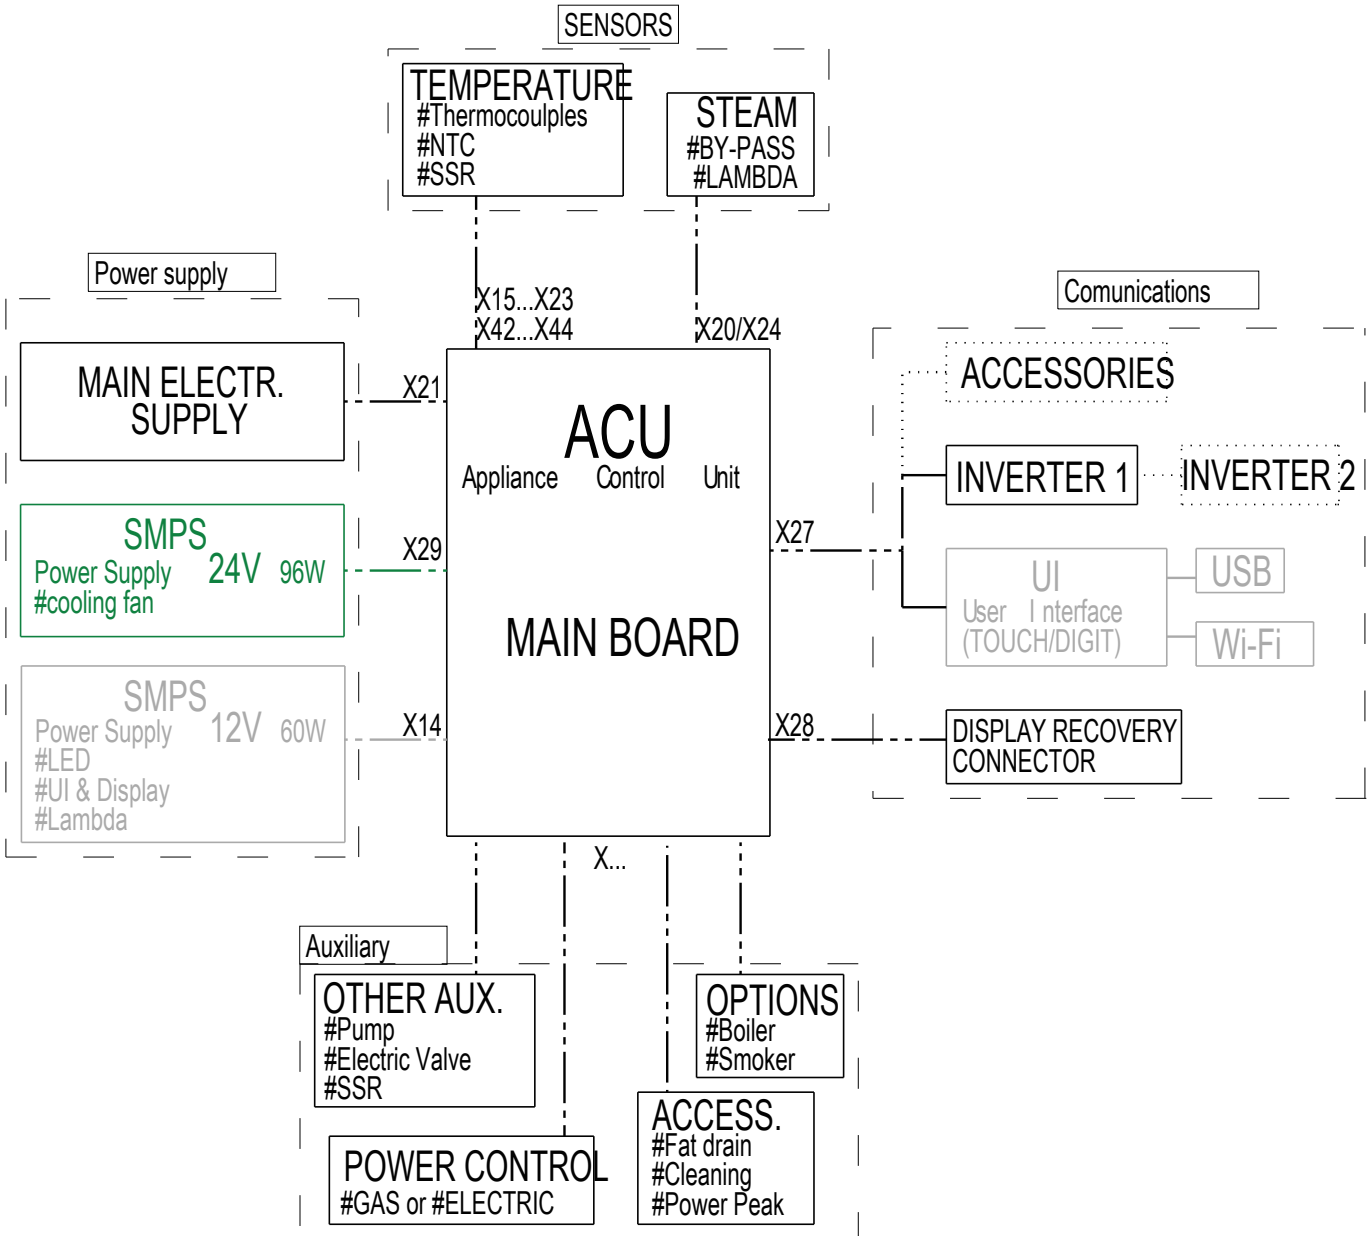 SENSORS
TEMPERATURE
#Thermocoulples
#NTC
#SSR
STEAM
#BY-PASS
#LAMBDA
Power supply
X15...X23
X42...X44
X20/X24
Comunications
MAIN ELECTR.
SUPPLY
X21
SMPS
Power Supply 24V 96W
#cooling fan
X29
SMPS
Power Supply 12V 60W
#LED
#UI & Display
#Lambda
X14
ACU
Appliance Control Unit
MAIN BOARD
X27
X28
ACCESSORIES
INVERTER 1
INVERTER 2
UI
User I nterface
(TOUCH/DIGIT)
USB
Wi-Fi
DISPLAY RECOVERY
CONNECTOR
X...
Auxiliary
OTHER AUX.
#Pump
#Electric Valve
#SSR
OPTIONS
#Boiler
#Smoker
POWER CONTROL
#GAS or #ELECTRIC
ACCESS.
#Fat drain
#Cleaning
#Power Peak